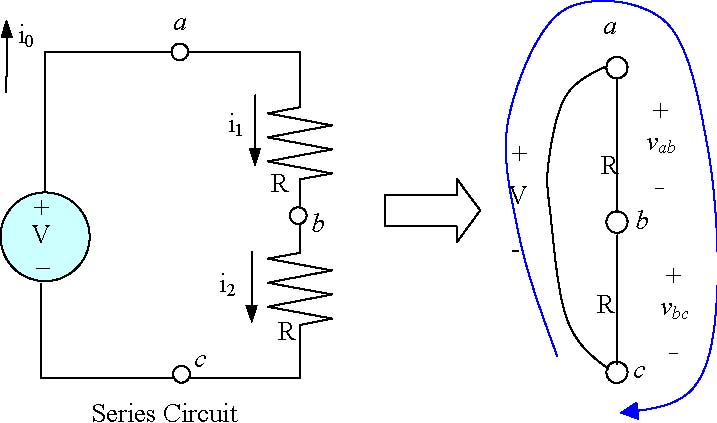 i0
a
i1
R
b
+
V
–
i2
R
c
Series Circuit
a
+
V
-
R
+
vab
–
b
R
+
vbc
–
c